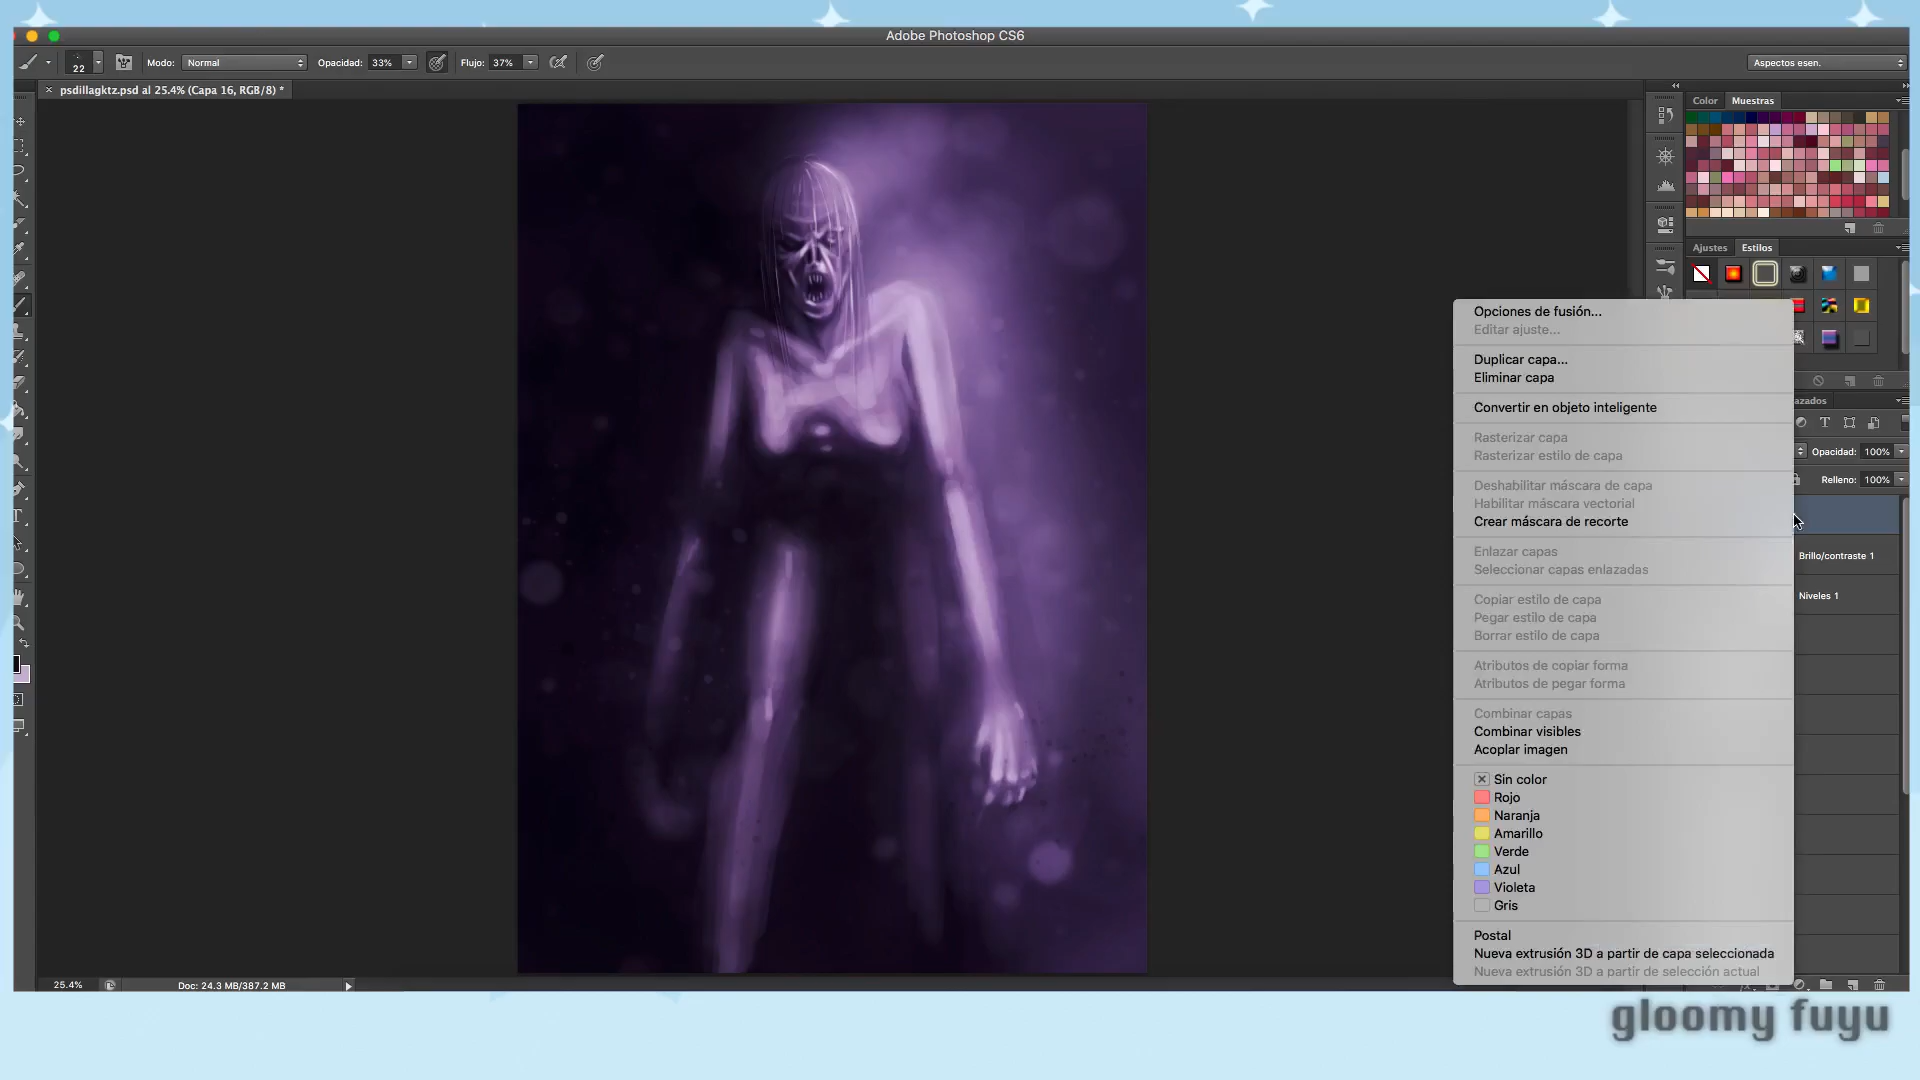 Adobe Photoshop CS6
22
Modo: Normal
Opacidad: 33%
Flujo: 37%
Aspectos esen.
psdillagktz.psd al 25.4% (Capa 16, RGB/8) *
Color
Muestras
Ajustes
Estilos
azados
Opacidad: 100%
Relleno: 100%
Brillo/contraste 1
Niveles 1
Opciones de fusión...
Editar ajuste...
Duplicar capa...
Eliminar capa
Convertir en objeto inteligente
Rasterizar capa
Rasterizar estilo de capa
Deshabilitar máscara de capa
Habilitar máscara vectorial
Crear máscara de recorte
Enlazar capas
Seleccionar capas enlazadas
Copiar estilo de capa
Pegar estilo de capa
Borrar estilo de capa
Atributos de copiar forma
Atributos de pegar forma
Combinar capas
Combinar visibles
Acoplar imagen
Sin color
Rojo
Naranja
Amarillo
Verde
Azul
Violeta
Gris
Postal
Nueva extrusión 3D a partir de capa seleccionada
Nueva extrusión 3D a partir de selección actual
25.4%
Doc: 24.3 MB/387.2 MB
gloomy fuyu